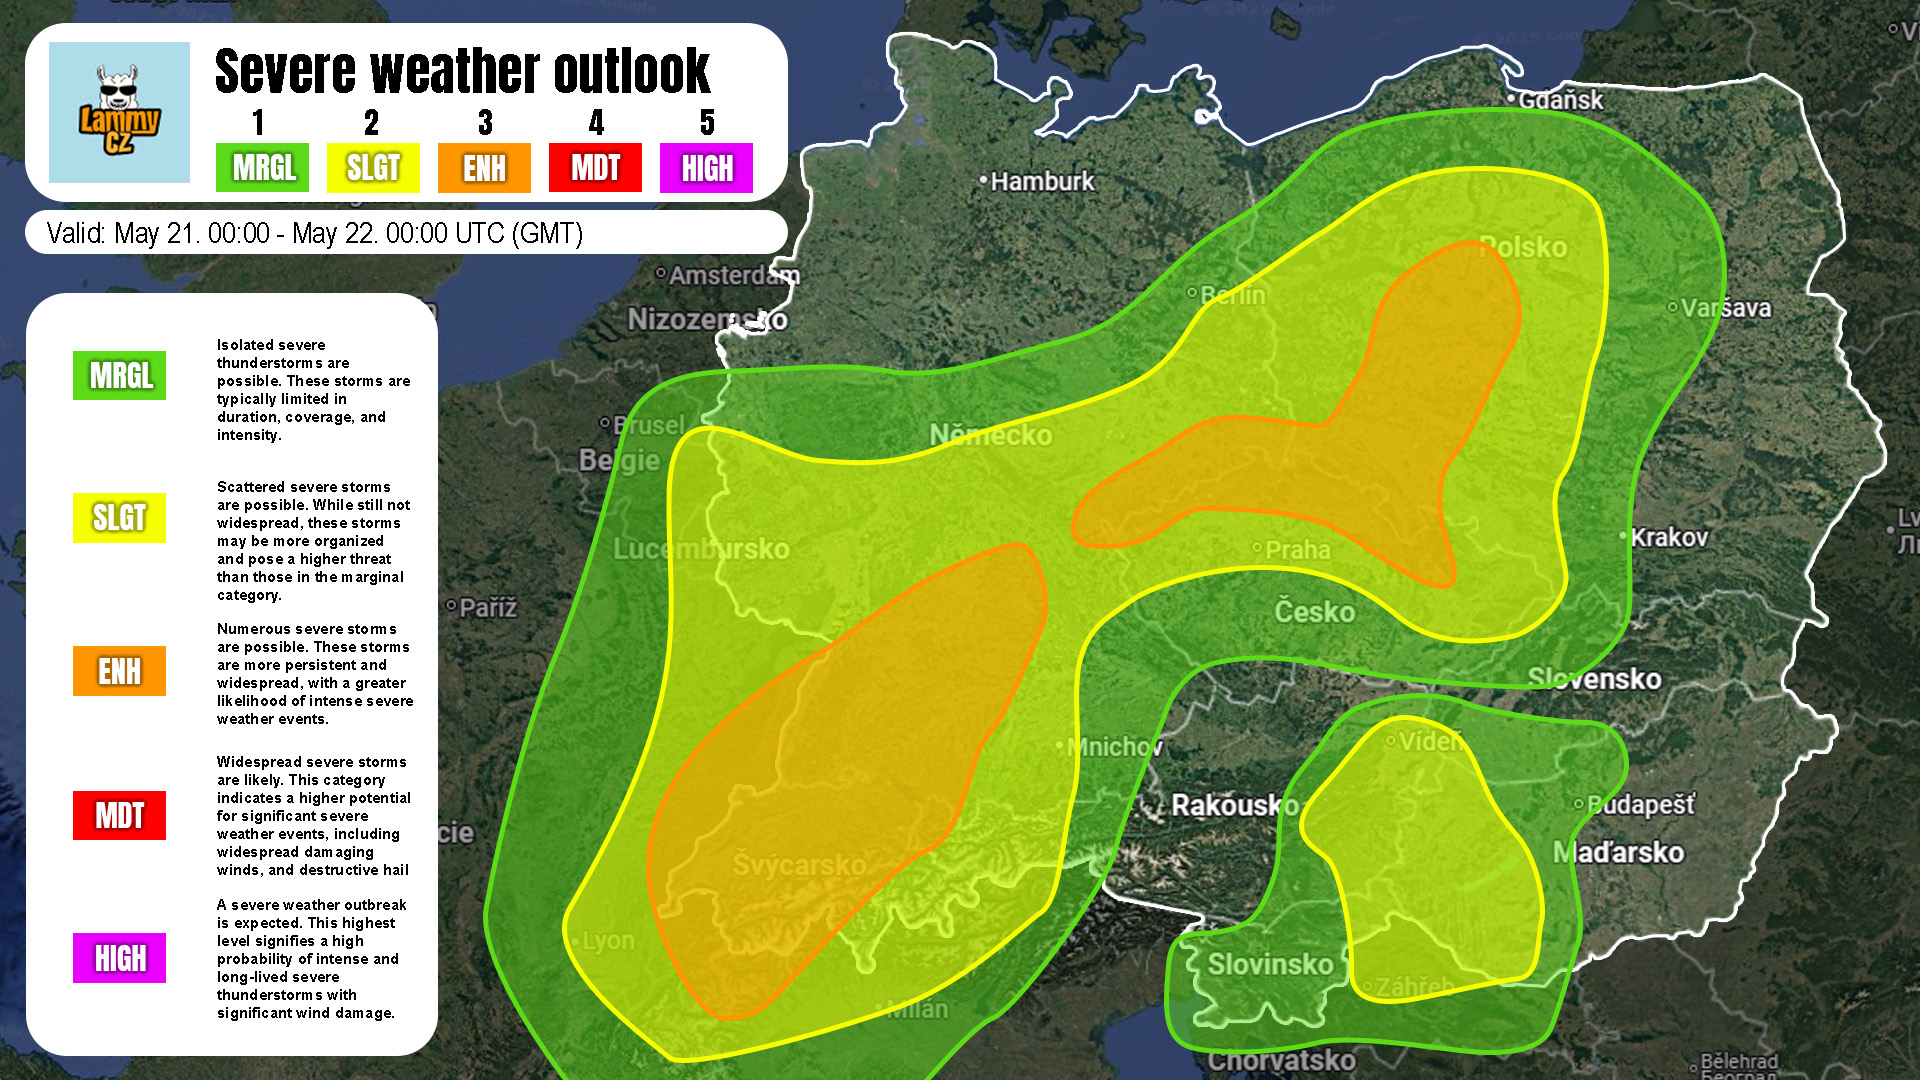 Lammy
CZ
Severe weather outlook
1 2 3 4 5
MRGL SLGT ENH MDT HIGH
Valid: May 21. 00:00 - May 22. 00:00 UTC (GMT)
MRGL
Isolated severe
thunderstorms are
possible. These storms are
typically limited in
duration, coverage, and
intensity.
SLGT
Scattered severe storms
are possible. While still not
widespread, these storms
may be more organized
and pose a higher threat
than those in the marginal
category.
ENH
Numerous severe storms
are possible. These storms
are more persistent and
widespread, with a greater
likelihood of intense severe
weather events.
MDT
Widespread severe storms
are likely. This category
indicates a higher potential
for significant severe
weather events, including
widespread damaging
winds, and destructive hail
HIGH
A severe weather outbreak
is expected. This highest
level signifies a high
probability of intense and
long-lived severe
thunderstorms with
significant wind damage.
Gdaňsk
Hamburk
Polsko
Amsterdam
Berlín
Varšava
Nizozemsko
Brusel
Německo
Belgie
Krakov
Lucembursko
Praha
Paříž
Česko
Slovensko
Vídeň
Mnichov
Rakousko
Budapešť
cie
Maďarsko
Švýcarsko
Lyon
Slovinsko
Záhřeb
Milán
Chorvatsko
Bělehrad
Београд